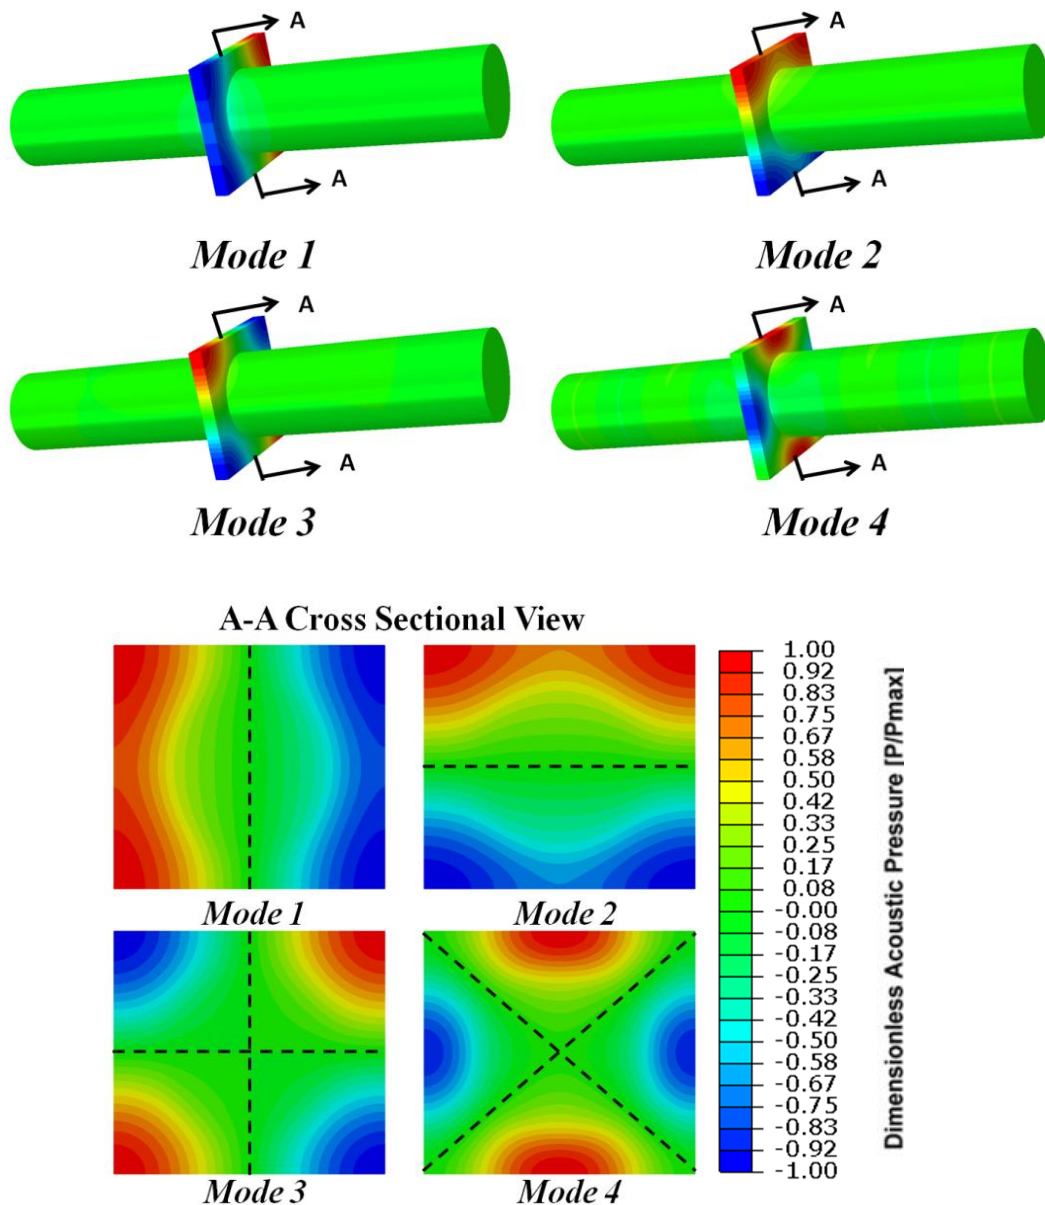 A
A
A
A
Mode 1
Mode 2
A
A
A
A
Mode 3
Mode 4
A-A Cross Sectional View
Mode 1
Mode 2
Mode 3
Mode 4
1.00
0.92
0.83
0.75
0.67
0.58
0.50
0.42
0.33
0.25
0.17
0.08
-0.00
-0.08
-0.17
-0.25
-0.33
-0.42
-0.50
-0.58
-0.67
-0.75
-0.83
-0.92
-1.00
Dimensionless Acoustic Pressure [P/Pmax]